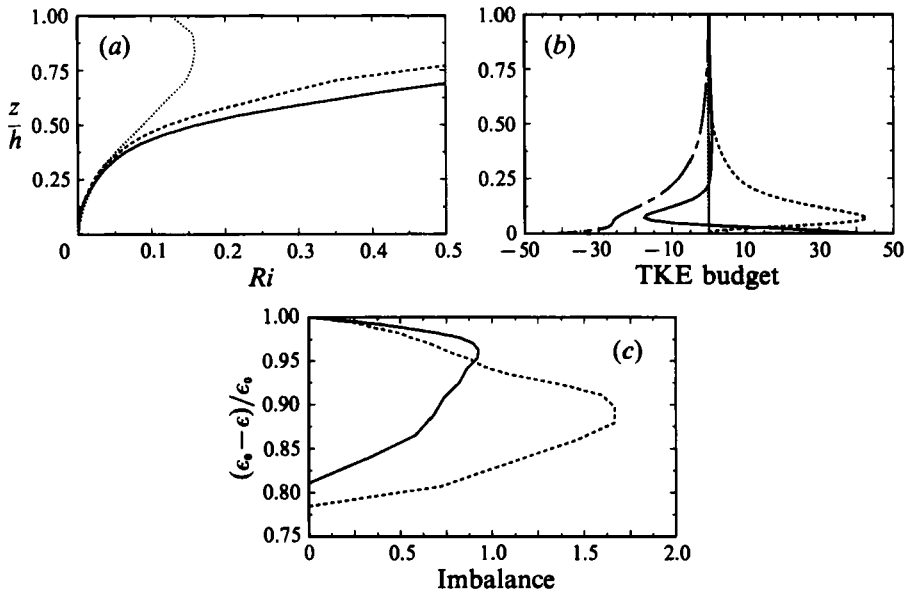 (a)
1.00
0.75
z/h
0.50
0.25
0 0.1 0.2 0.3 0.4 0.5
Ri
(b)
1.00
0.75
0.50
0.25
0
−50 −30 −10 10 30 50
TKE budget
(c)
1.00
0.95
0.90
0.85
0.80
0.75
(ϵ₀ − ϵ)/ϵ₀
0 0.5 1.0 1.5 2.0
Imbalance